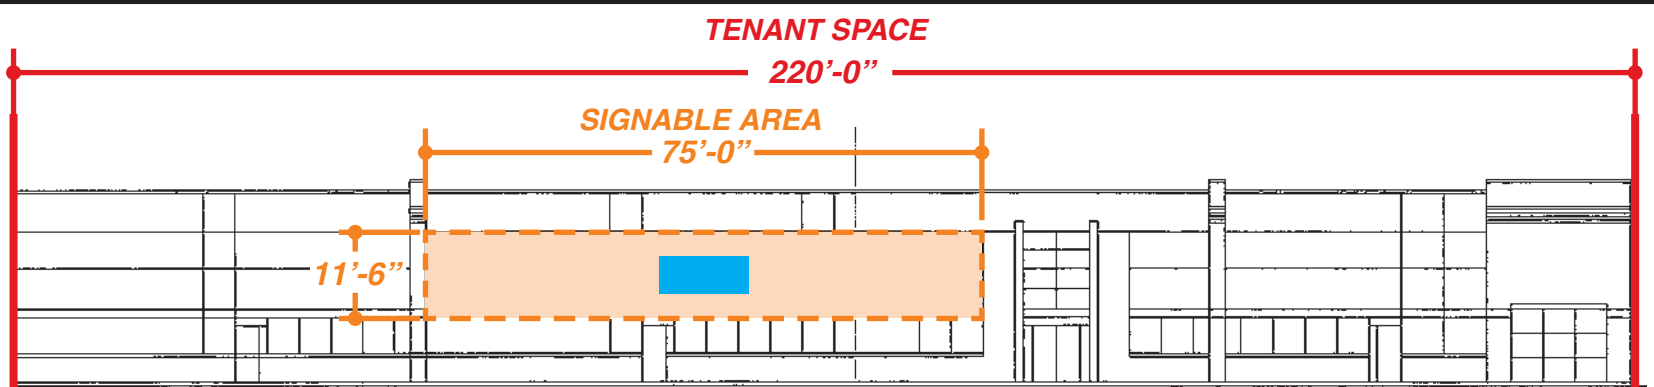 TENANT SPACE
220’-0”
SIGNABLE AREA
75’-0”
11’-6”